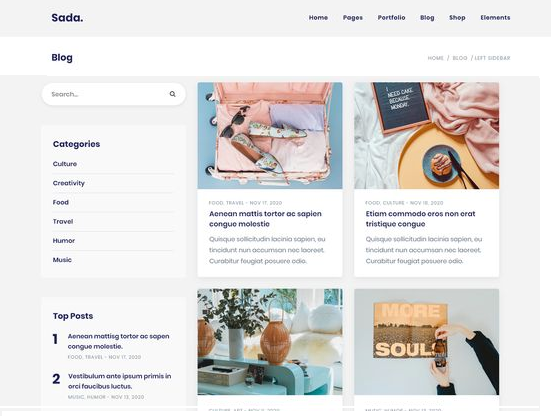 Sada.
Home Pages Portfolio Blog Shop Elements
Blog
HOME / BLOG / LEFT SIDEBAR
Search...
Categories
Culture
Creativity
Food
Travel
Humor
Music
Top Posts
1 Aenean mattisg tortor ac sapen
congue molestie.
FOOD, TRAVEL - NOV 17, 2020
2 Vestibulum ante ipsum primis in
orci faucibus luctus.
MUSIC, HUMOR - NOV 13, 2020
FOOD, TRAVEL - NOV 17, 2020
Aenean mattis tortor ac sapien
congue molestie
Quisque sollicitudin lacinia sapien, eu
tincidunt nun accumsan nec laoreet.
Curabitur feugiat posuere odio.
I NEED CAKE
BECAUSE
MONDAY.
FOOD, CULTURE - NOV 15, 2020
Etiam commodo eros non erat
tristique congue
Quisque sollicitudin lacinia sapien, eu
tincidunt nun accumsan nec laoreet.
Curabitur feugiat posuere odio.
MORE
SOUL